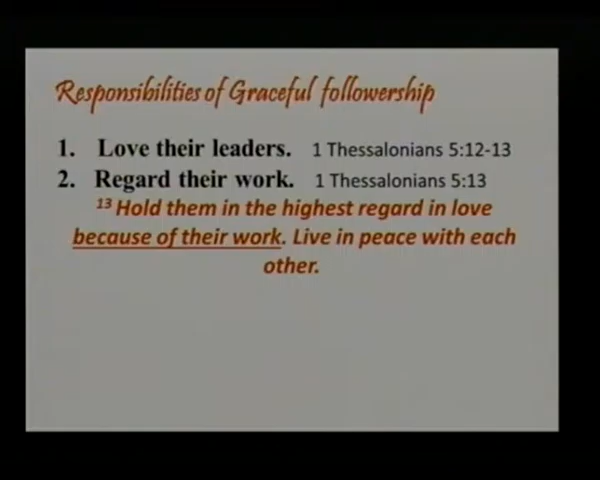 Responsibilities of Graceful followership
1. Love their leaders. 1 Thessalonians 5:12-13
2. Regard their work. 1 Thessalonians 5:13
13 Hold them in the highest regard in love
because of their work. Live in peace with each
other.